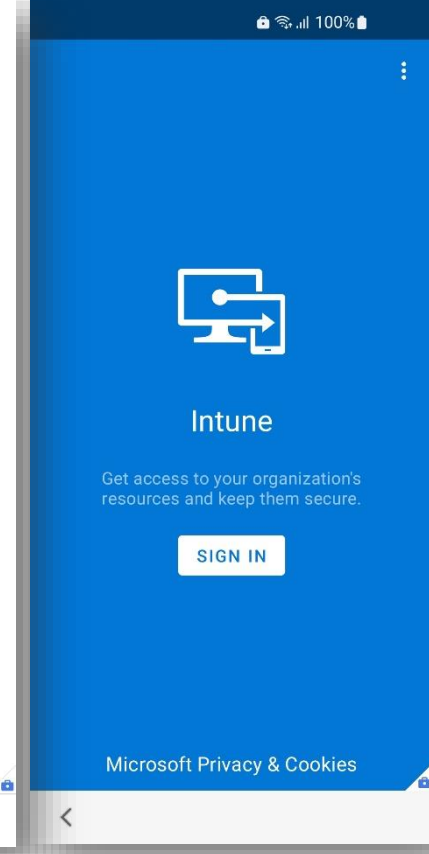 100%
Intune
Get access to your organization's
resources and keep them secure.
SIGN IN
Microsoft Privacy & Cookies